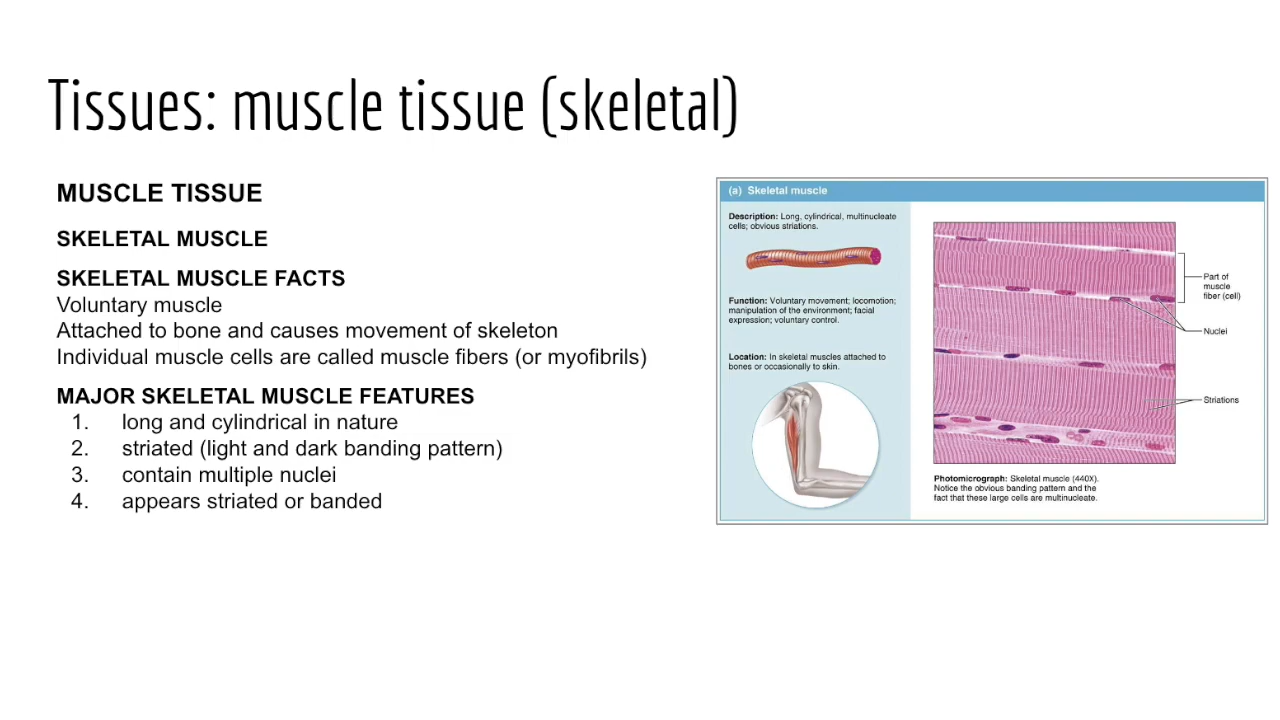 Tissues: muscle tissue (skeletal)
MUSCLE TISSUE
SKELETAL MUSCLE
SKELETAL MUSCLE FACTS
Voluntary muscle
Attached to bone and causes movement of skeleton
Individual muscle cells are called muscle fibers (or myofibrils)
MAJOR SKELETAL MUSCLE FEATURES
1. long and cylindrical in nature
2. striated (light and dark banding pattern)
3. contain multiple nuclei
4. appears striated or banded
(a) Skeletal muscle
Description: Long, cylindrical, multinucleate
cells; obvious striations.
Function: Voluntary movement; locomotion;
manipulation of the environment; facial
expression; voluntary control.
Location: In skeletal muscles attached to
bones or occasionally to skin.
Part of
muscle
fiber (cell)
Nuclei
Striations
Photomicrograph: Skeletal muscle (440X).
Notice the obvious banding pattern and the
fact that these large cells are multinucleate.